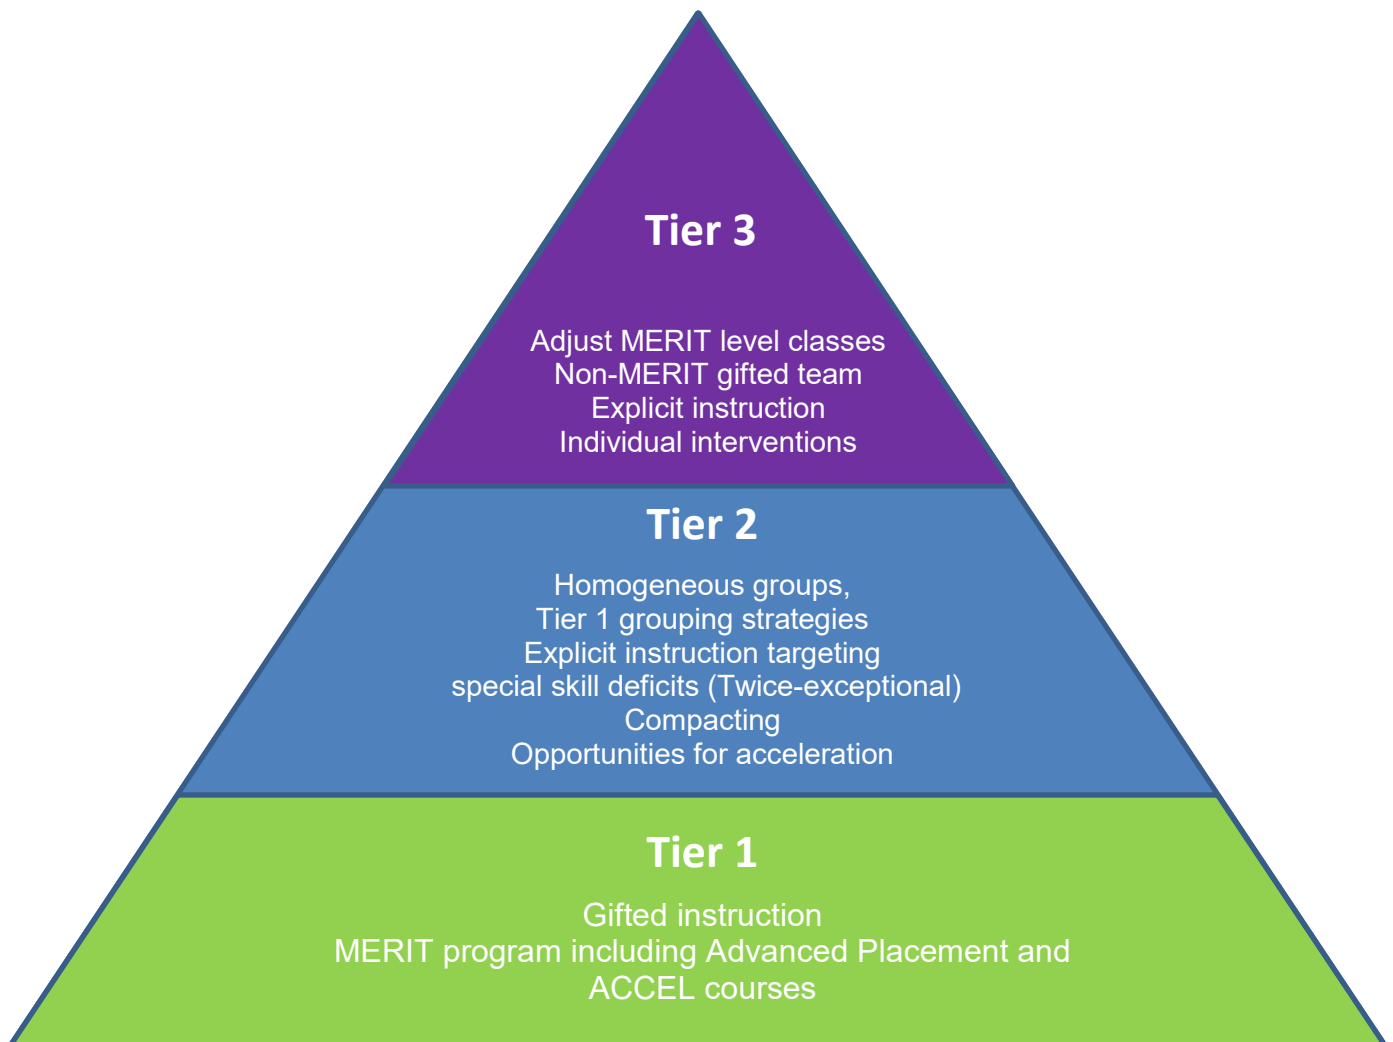 Tier 3
Adjust MERIT level classes
Non-MERIT gifted team
Explicit instruction
Individual interventions
Tier 2
Homogeneous groups,
Tier 1 grouping strategies
Explicit instruction targeting
special skill deficits (Twice-exceptional)
Compacting
Opportunities for acceleration
Tier 1
Gifted instruction
MERIT program including Advanced Placement and
ACCEL courses